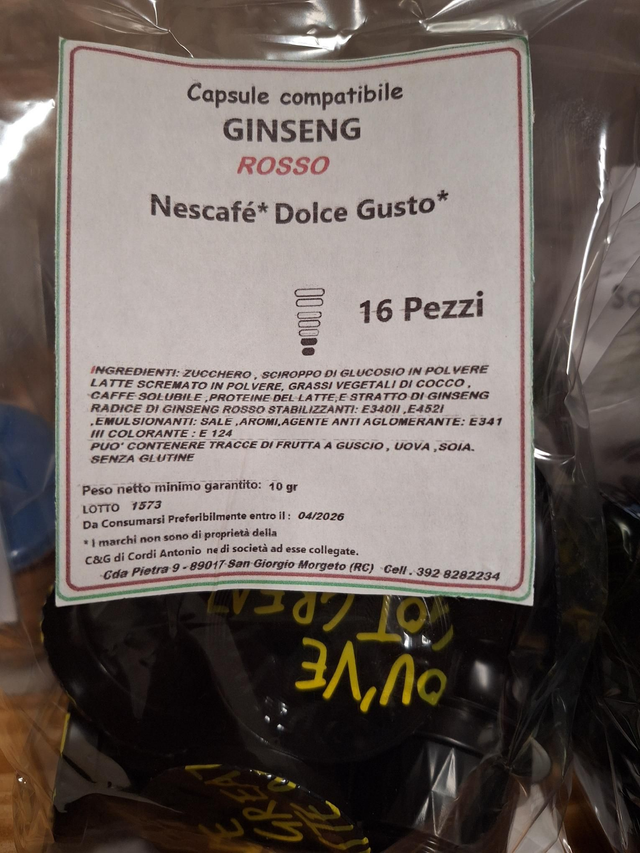 Capsule compatibile
GINSENG
ROSSO
Nescafé* Dolce Gusto*
16 Pezzi
INGREDIENTI: ZUCCHERO , SCIROPPO DI GLUCOSIO IN POLVERE
LATTE SCREMATO IN POLVERE, GRASSI VEGETALI DI COCCO ,
CAFFE SOLUBILE ,PROTEINE DEL LATTE,E STRATTO DI GINSENG
RADICE DI GINSENG ROSSO STABILIZZANTI: E340II ,E452I
,EMULSIONANTI: SALE ,AROMI,AGENTE ANTI AGLOMERANTE: E341
III COLORANTE : E 124
PUO' CONTENERE TRACCE DI FRUTTA A GUSCIO , UOVA ,SOIA.
SENZA GLUTINE
Peso netto minimo garantito: 10 gr
LOTTO 1573
Da Consumarsi Preferibilmente entro il : 04/2026
* I marchi non sono di proprietà della
C&G di Cordi Antonio ne di società ad esse collegate.
Cda Pietra 9 - 89017 San Giorgio Morgeto (RC) Cell . 392 8282234
GOT GREAT
OU'VE
GREAT